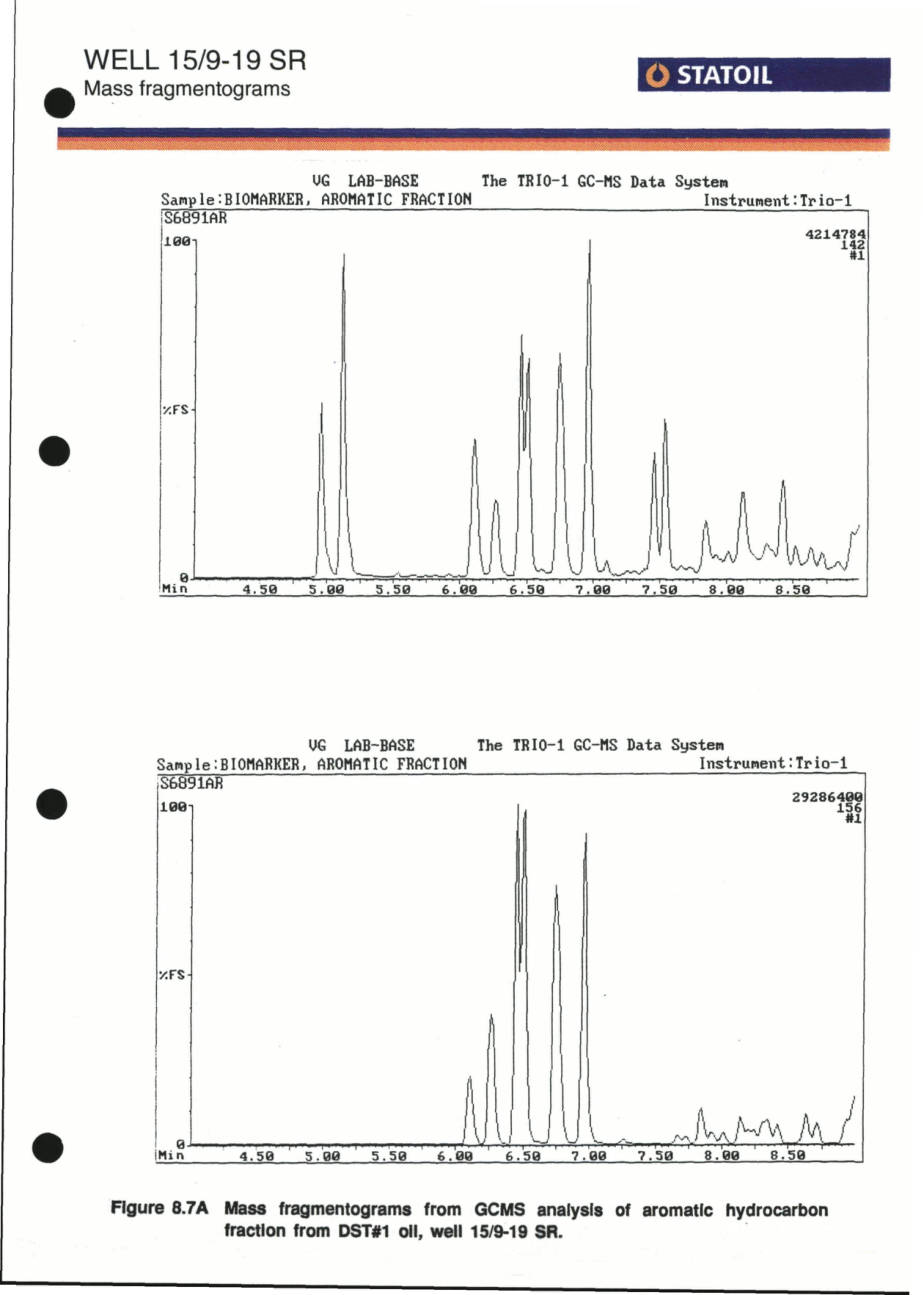 WELL 15/9-19 SR
Mass fragmentograms
STATOIL
VG LAB-BASE The TRIO-1 GC-MS Data System
Sample:BIOMARKER, AROMATIC FRACTION Instrument:Trio-1
S6891AR
4214784
142
#1
100
%FS
0
Min 4.50 5.00 5.50 6.00 6.50 7.00 7.50 8.00 8.50
VG LAB-BASE The TRIO-1 GC-MS Data System
Sample:BIOMARKER, AROMATIC FRACTION Instrument:Trio-1
S6891AR
29286400
156
#1
100
%FS
0
Min 4.50 5.00 5.50 6.00 6.50 7.00 7.50 8.00 8.50
Figure 8.7A Mass fragmentograms from GCMS analysis of aromatic hydrocarbon
fraction from DST#1 oil, well 15/9-19 SR.